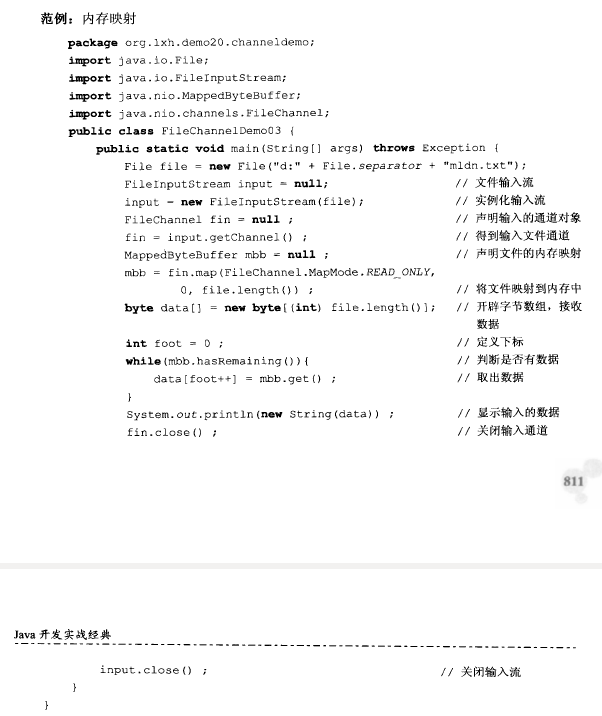 范例：内存映射
package org.lxh.demo20.channeldemo;
import java.io.File;
import java.io.FileInputStream;
import java.nio.MappedByteBuffer;
import java.nio.channels.FileChannel;
public class FileChannelDemo03 {
public static void main(String[] args) throws Exception {
File file = new File("d:" + File.separator + "mldn.txt");
FileInputStream input = null; // 文件输入流
input = new FileInputStream(file); // 实例化输入流
FileChannel fin = null ; // 声明输入的通道对象
fin = input.getChannel() ; // 得到输入文件通道
MappedByteBuffer mbb = null ; // 声明文件的内存映射
mbb = fin.map(FileChannel.MapMode.READ_ONLY,
0, file.length()) ; // 将文件映射到内存中
byte data[] = new byte[(int) file.length()]; // 开辟字节数组，接收
数据
int foot = 0 ; // 定义下标
while(mbb.hasRemaining()){ // 判断是否有数据
data[foot++] = mbb.get() ; // 取出数据
}
System.out.println(new String(data)) ; // 显示输入的数据
fin.close() ; // 关闭输入通道
811
Java 开发实战经典
input.close() ; // 关闭输入流
}
}